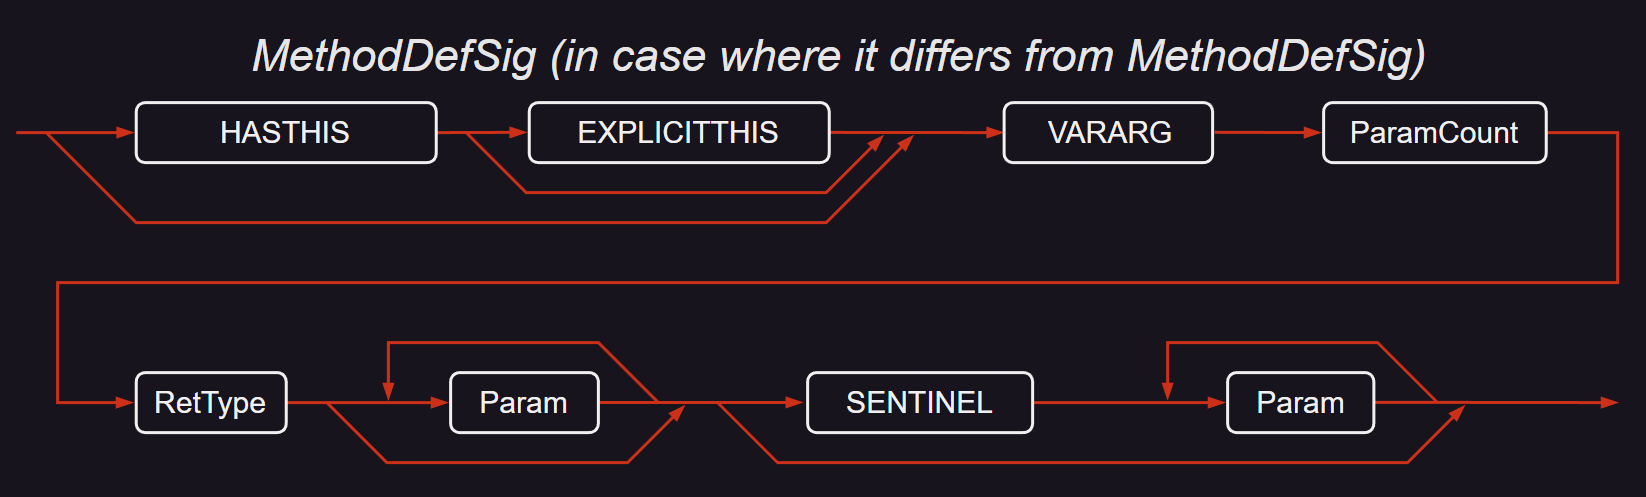 MethodDefSig (in case where it differs from MethodDefSig)
HASTHIS
EXPLICITTHIS
VARARG
ParamCount
RetType
Param
SENTINEL
Param